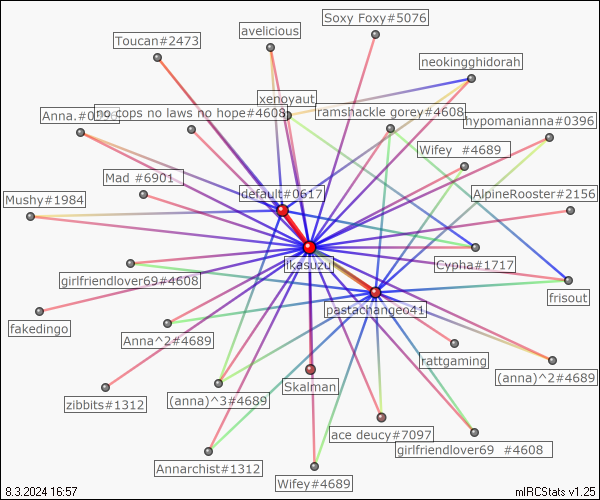 Soxy Foxy#5076
avelicious
Toucan#2473
neokingghidorah
xenoyaut
Anna.#0
no cops no laws no hope#4608
ramshackle gorey#4608
hypomanianna#0396
Wifey  #4689
Mad #6901
default#0617
AlpineRooster#2156
Mushy#1984
ikasuzu
Cypha#1717
girlfriendlover69#4608
frisout
pastachangeo41
fakedingo
Anna^2#4689
rattgaming
(anna)^2#4689
Skalman
(anna)^3#4689
zibbits#1312
ace deucy#7097
girlfriendlover69  #4608
Annarchist#1312
Wifey#4689
8.3.2024 16:57
mIRCStats v1.25